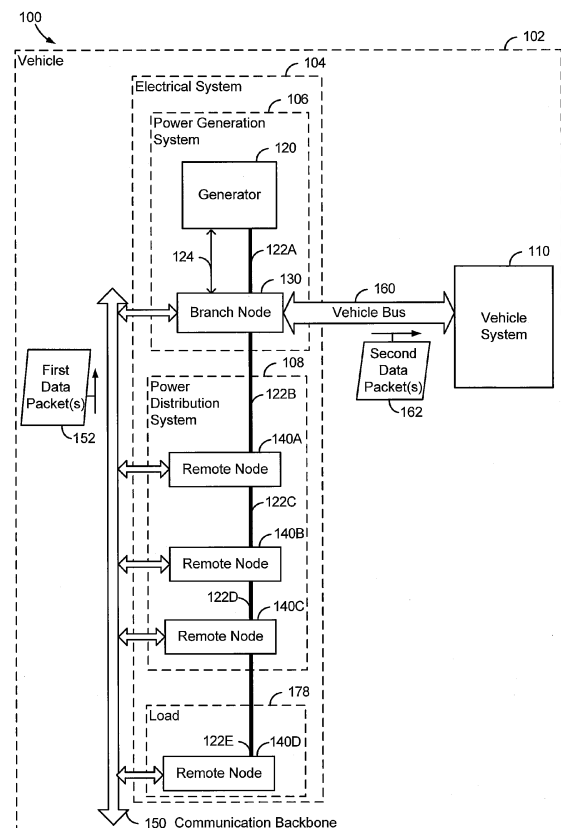 100
102
Vehicle
104
Electrical System
106
Power Generation
System
120
Generator
124
122A
130
Branch Node
160
Vehicle Bus
110
Vehicle
System
Second
Data
Packet(s)
162
First
Data
Packet(s)
152
108
Power
Distribution
System
122B
140A
Remote Node
122C
140B
Remote Node
122D
140C
Remote Node
178
Load
122E
140D
Remote Node
150 Communication Backbone